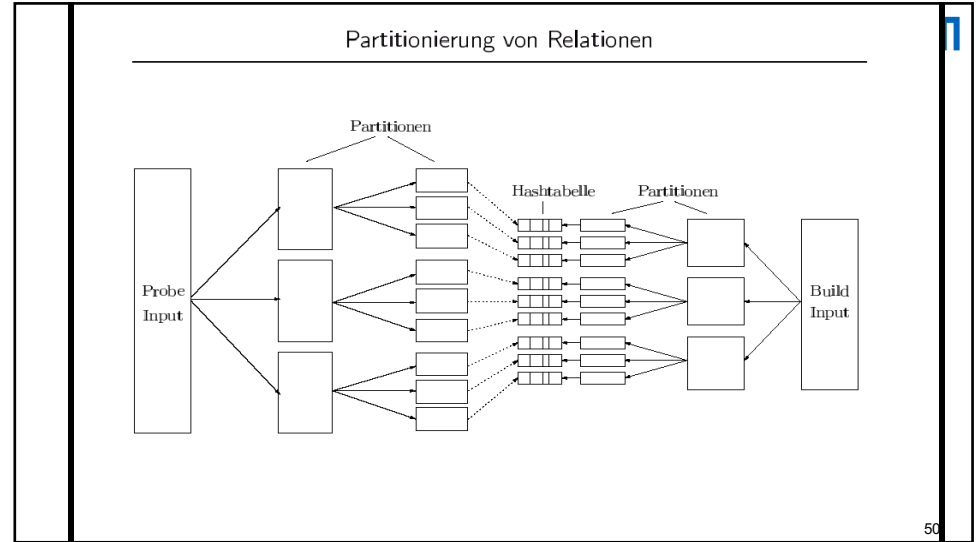 Partitionierung von Relationen
Partitionen
Hashtabelle
Partitionen
Probe
Input
Build
Input
50